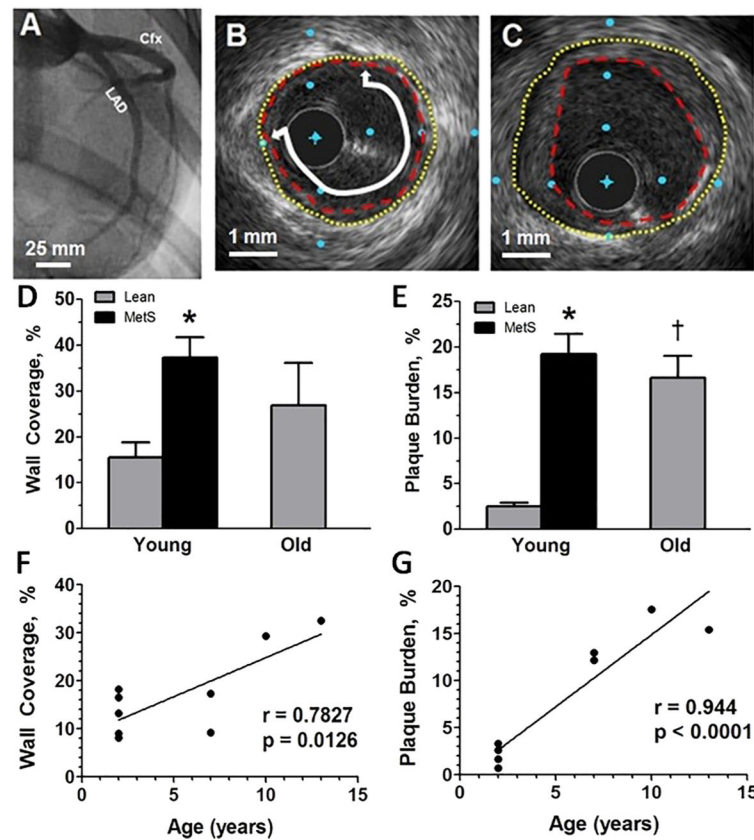 A
Cfx
LAD
25 mm
B
1 mm
C
1 mm
D
Lean
MetS
Wall Coverage, %
50
40
30
20
10
0
*
Young
Old
E
Lean
MetS
Plaque Burden, %
25
20
15
10
5
0
*
†
Young
Old
F
Wall Coverage, %
40
30
20
10
0
r = 0.7827
p = 0.0126
0
5
10
15
Age (years)
G
Plaque Burden, %
20
15
10
5
0
r = 0.944
p < 0.0001
0
5
10
15
Age (years)